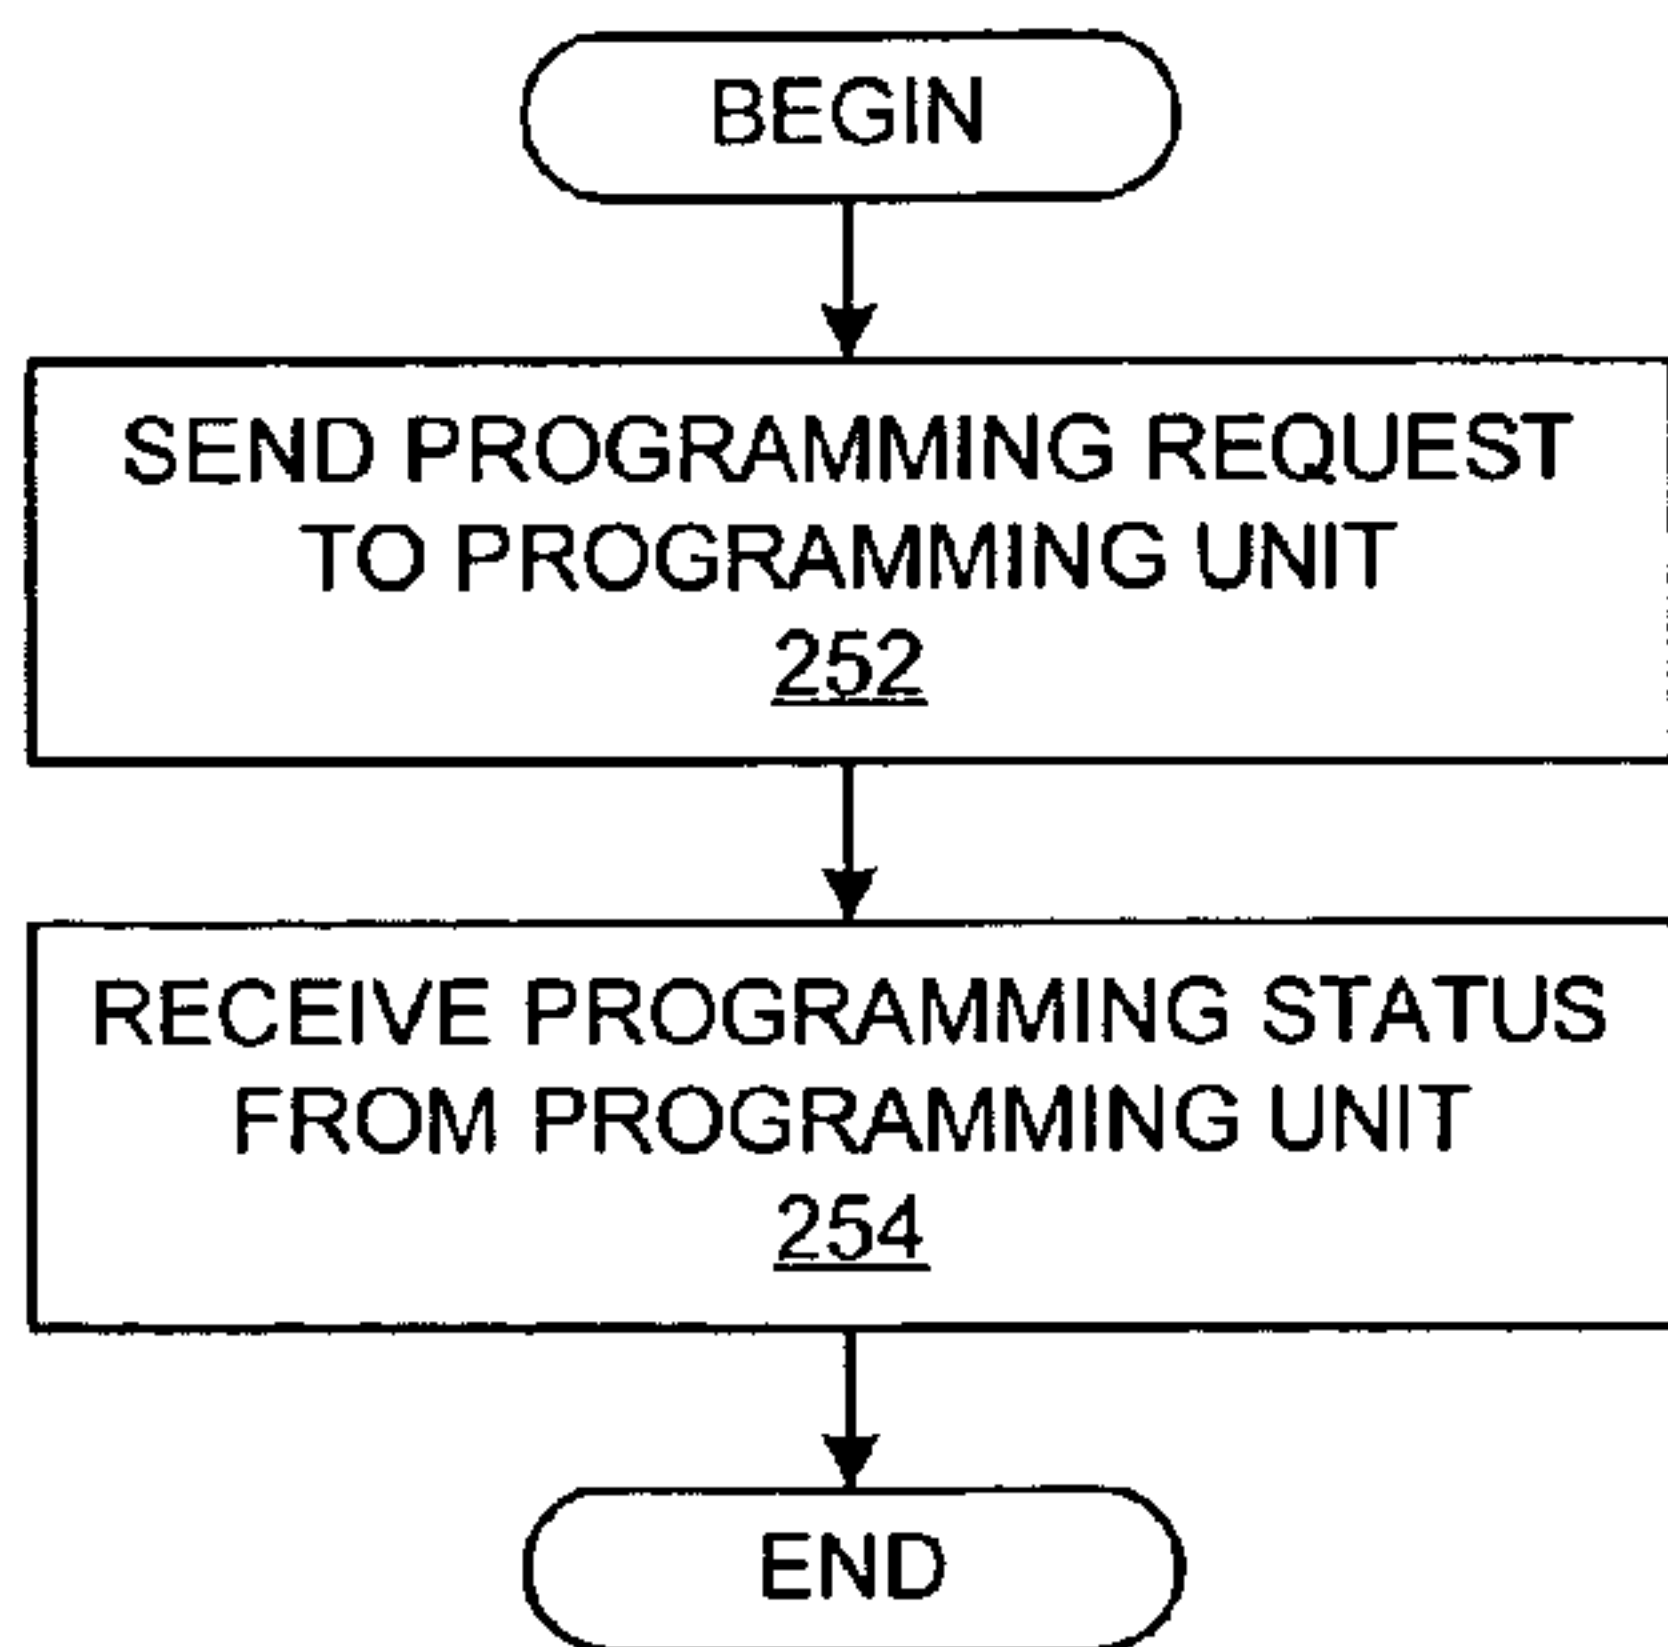 BEGIN
SEND PROGRAMMING REQUEST
TO PROGRAMMING UNIT
252
RECEIVE PROGRAMMING STATUS
FROM PROGRAMMING UNIT
254
END